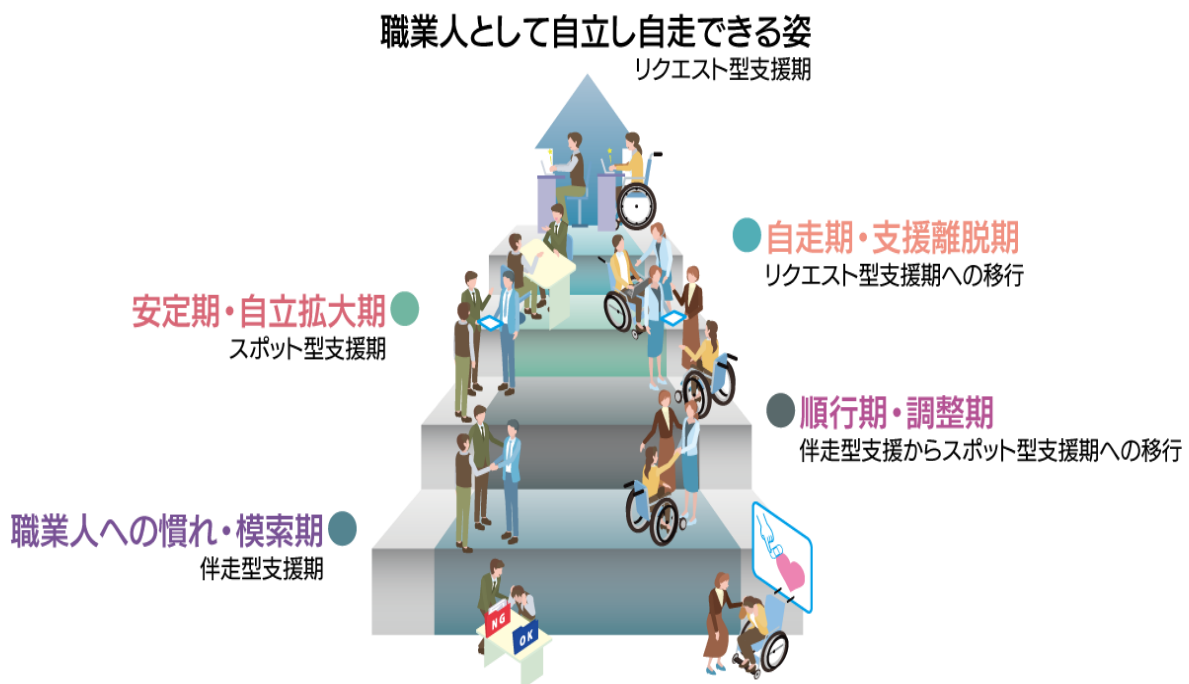 職業人として自立し自走できる姿
リクエスト型支援期
自走期・支援離脱期
リクエスト型支援期への移行
安定期・自立拡大期
スポット型支援期
順行期・調整期
伴走型支援からスポット型支援期への移行
職業人への慣れ・模索期
伴走型支援期
NG
OK